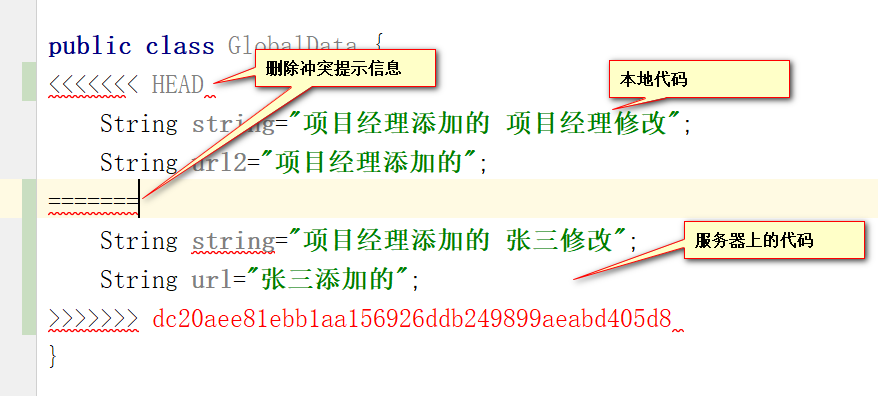 public class GlobalData {
<<<<<<< HEAD
删除冲突提示信息
本地代码
String string="项目经理添加的 项目经理修改";
String url2="项目经理添加的";
=======
String string="项目经理添加的 张三修改";
服务器上的代码
String url="张三添加的";
>>>>>>> dc20aee81ebb1aa156926ddb249899aeabd405d8
}